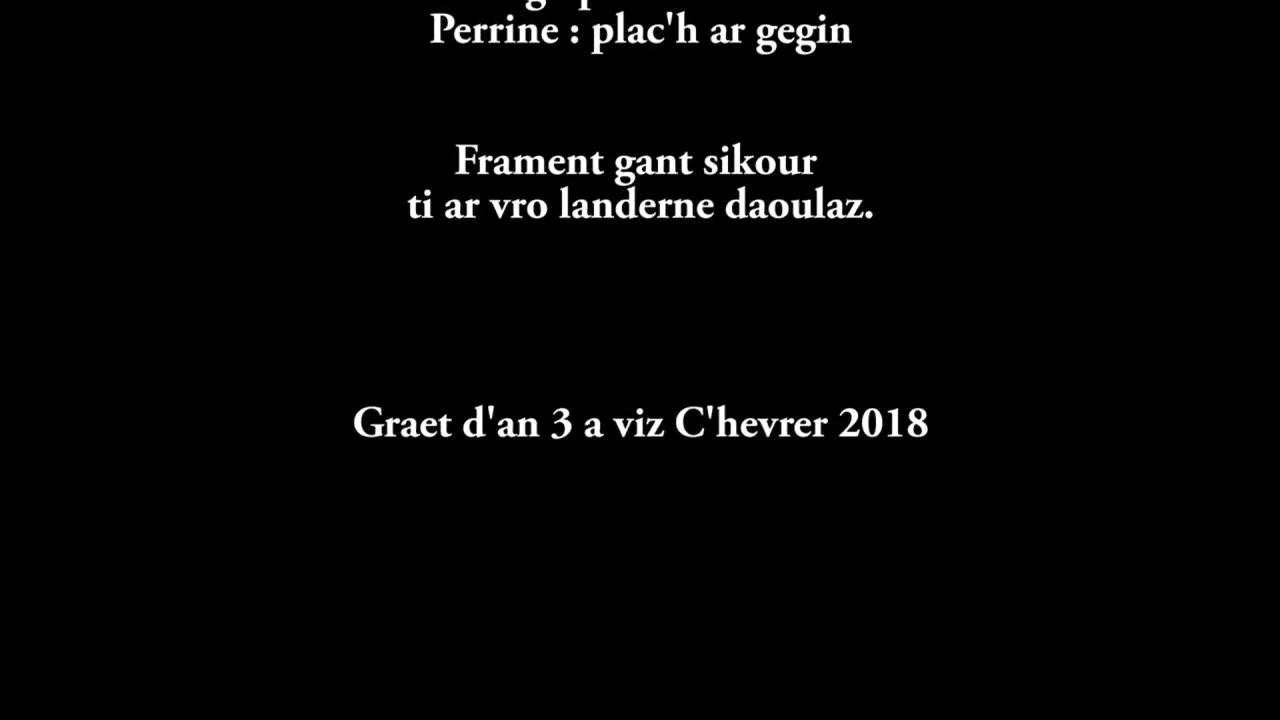 Perrine : plac'h ar gegin
Frament gant sikour
ti ar vro landerne daoulaz.
Graet d'an 3 a viz C'hevrer 2018